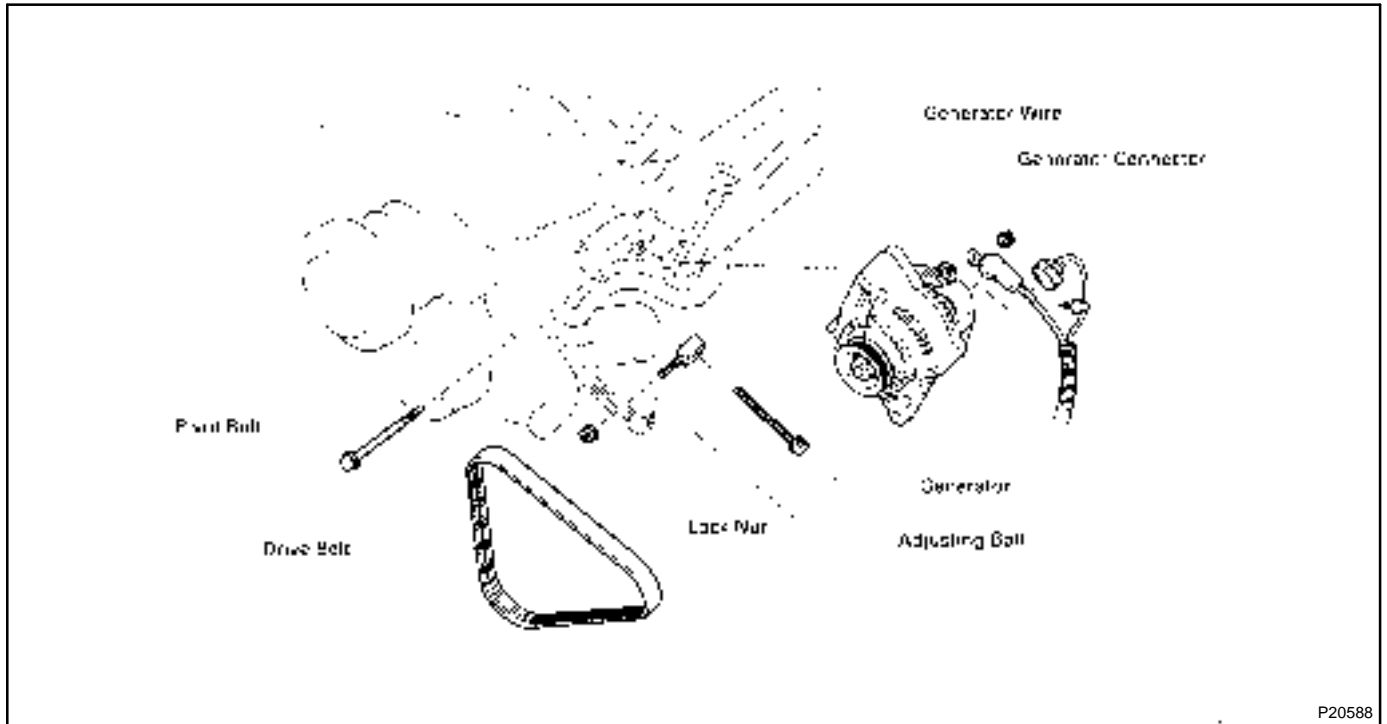 Generator Wire
Generator Connector
Pivot Bolt
Generator
Lock Nut
Adjusting Bolt
Drive Belt
P20588